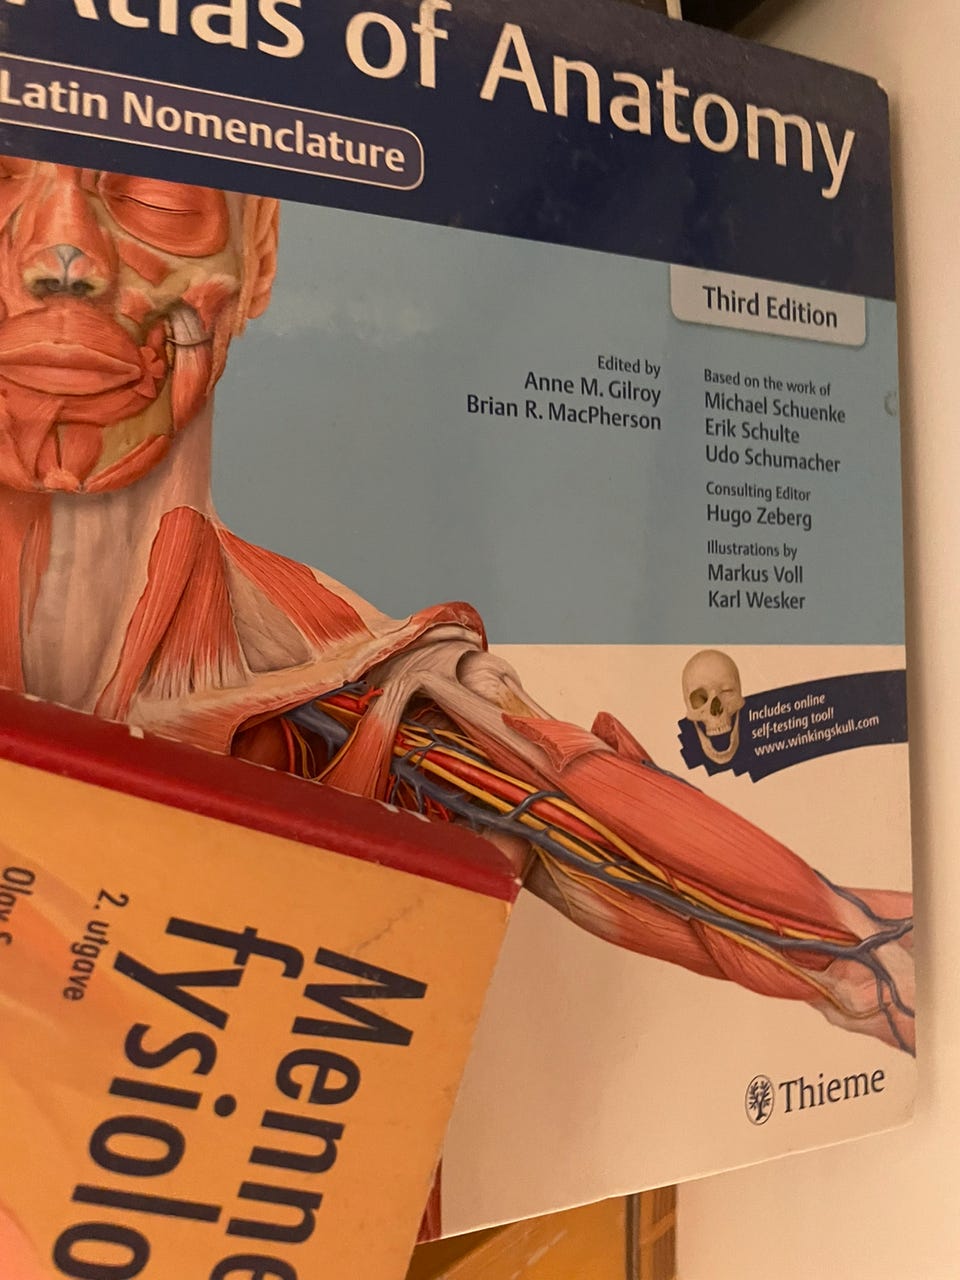 Atlas of Anatomy
Latin Nomenclature
Third Edition
Edited by
Anne M. Gilroy
Brian R. MacPherson
Based on the work of
Michael Schuenke
Erik Schulte
Udo Schumacher
Consulting Editor
Hugo Zeberg
Illustrations by
Markus Voll
Karl Wesker
Includes online
self-testing tool!
www.winkingskull.com
Thieme
Menne
fysiolo
2. utgave
Olav S